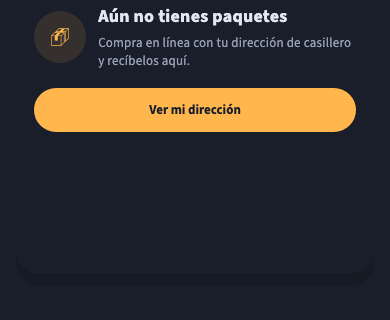 Aún no tienes paquetes
Compra en línea con tu dirección de casillero
y recíbelos aquí.
Ver mi dirección